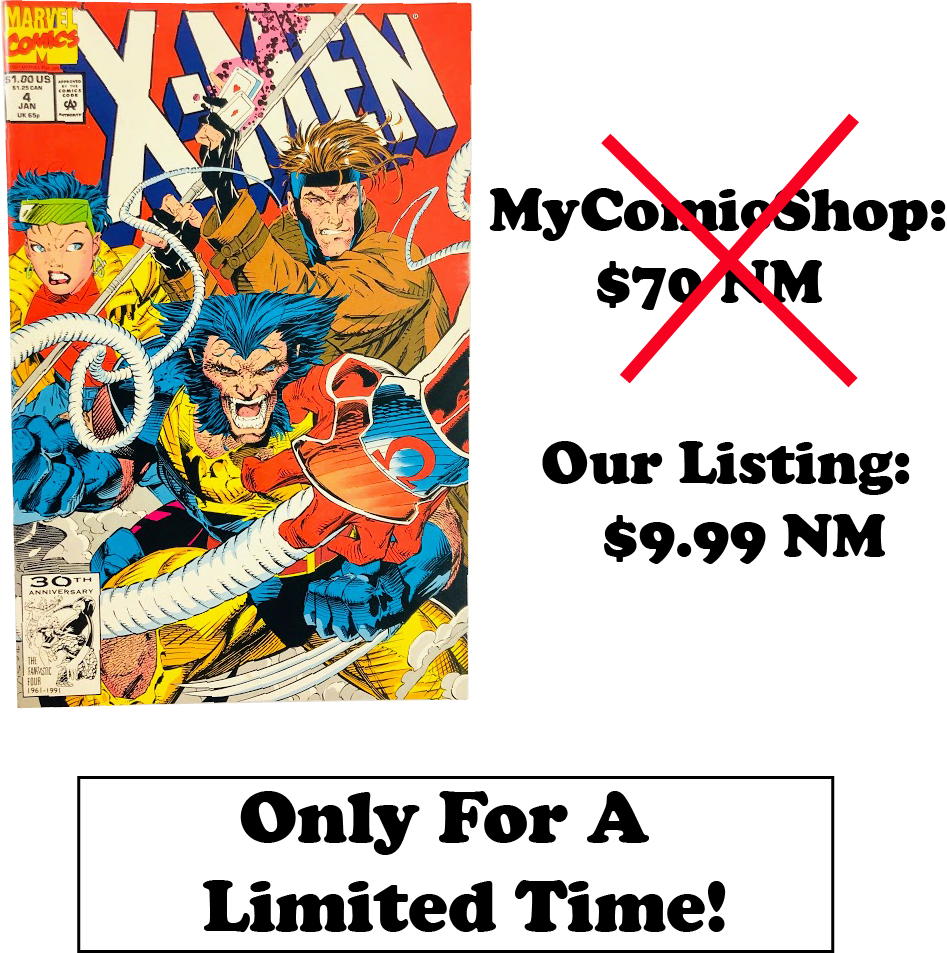 MARVEL
COMICS
M
X-MEN
$1.00 US
$1.25 CAN
4
JAN
UK 65p
APPROVED
BY THE
COMICS
CODE
CA
AUTHORITY
MyComicShop:
$70 NM
Our Listing:
$9.99 NM
30TH
ANNIVERSARY
THE
FANTASTIC
FOUR
1961-1991
Only For A
Limited Time!